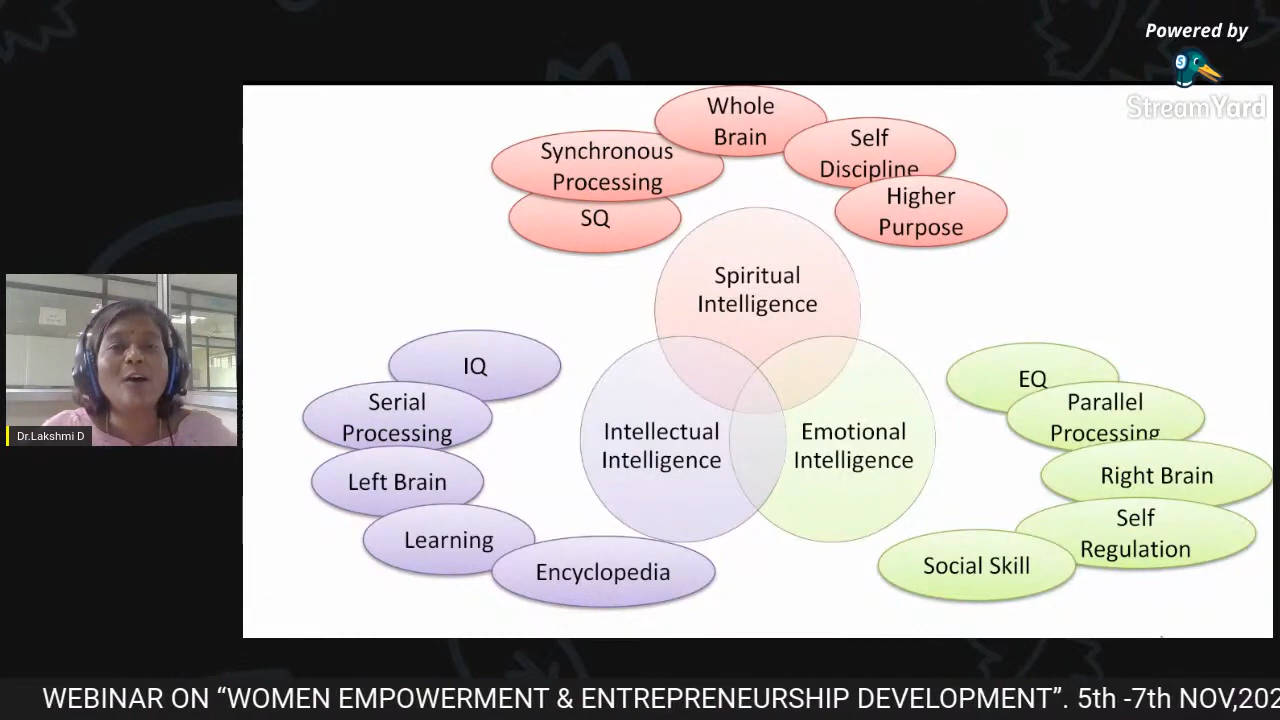 Powered by
StreamYard
Whole
Brain
Self
Discipline
Synchronous
Processing
Higher
Purpose
SQ
Spiritual
Intelligence
IQ
Serial
Processing
Left Brain
Learning
Encyclopedia
Intellectual
Intelligence
Emotional
Intelligence
EQ
Parallel
Processing
Right Brain
Self
Regulation
Social Skill
Dr.Lakshmi D
WEBINAR ON “WOMEN EMPOWERMENT & ENTREPRENEURSHIP DEVELOPMENT”. 5th -7th NOV,202